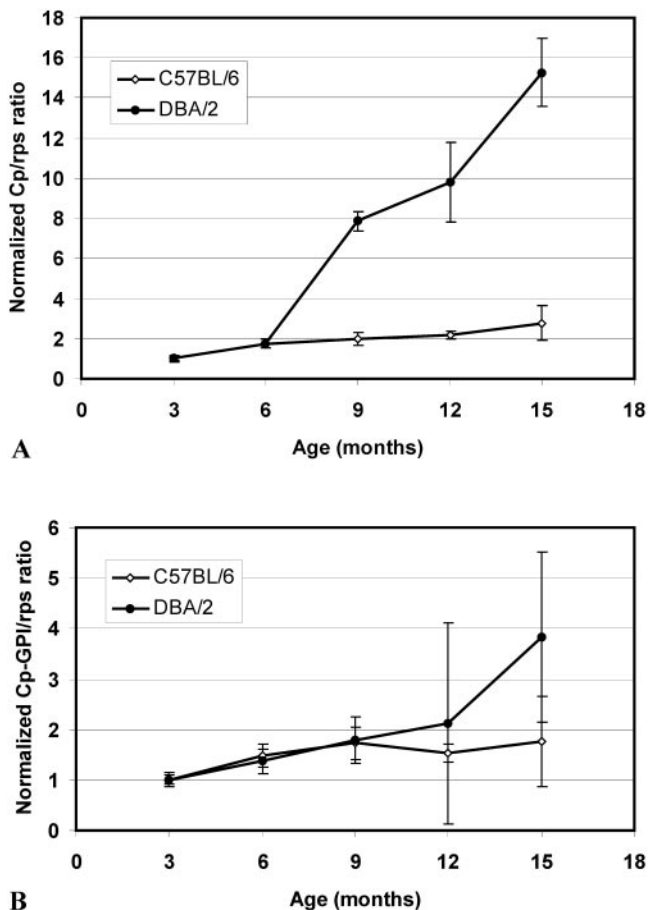 Normalized Cp/rps ratio
18
16
14
12
10
8
6
4
2
0
C57BL/6
DBA/2
0 3 6 9 12 15 18
Age (months)
A
Normalized Cp-GPI/rps ratio
6
5
4
3
2
1
0
C57BL/6
DBA/2
0 3 6 9 12 15 18
Age (months)
B